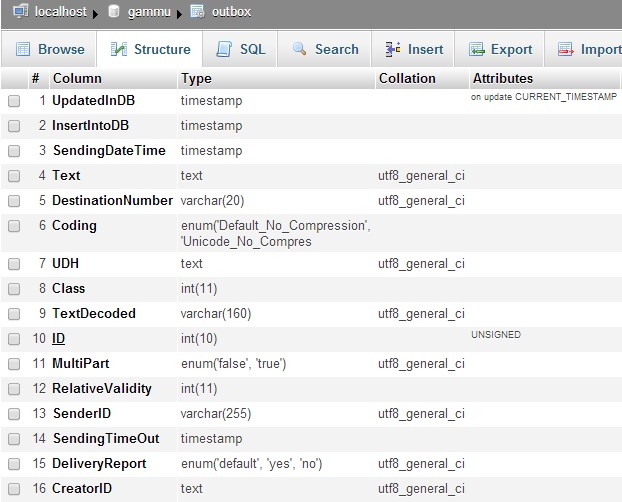 localhost gammu outbox
Browse Structure SQL Search Insert Export Import
# Column Type Collation Attributes
1 UpdatedInDB timestamp on update CURRENT_TIMESTAMP
2 InsertIntoDB timestamp
3 SendingDateTime timestamp
4 Text text utf8_general_ci
5 DestinationNumber varchar(20) utf8_general_ci
6 Coding enum('Default_No_Compression',
'Unicode_No_Compres
7 UDH text utf8_general_ci
8 Class int(11)
9 TextDecoded varchar(160) utf8_general_ci
10 ID int(10) UNSIGNED
11 MultiPart enum('false', 'true') utf8_general_ci
12 RelativeValidity int(11)
13 SenderID varchar(255) utf8_general_ci
14 SendingTimeOut timestamp
15 DeliveryReport enum('default', 'yes', 'no') utf8_general_ci
16 CreatorID text utf8_general_ci